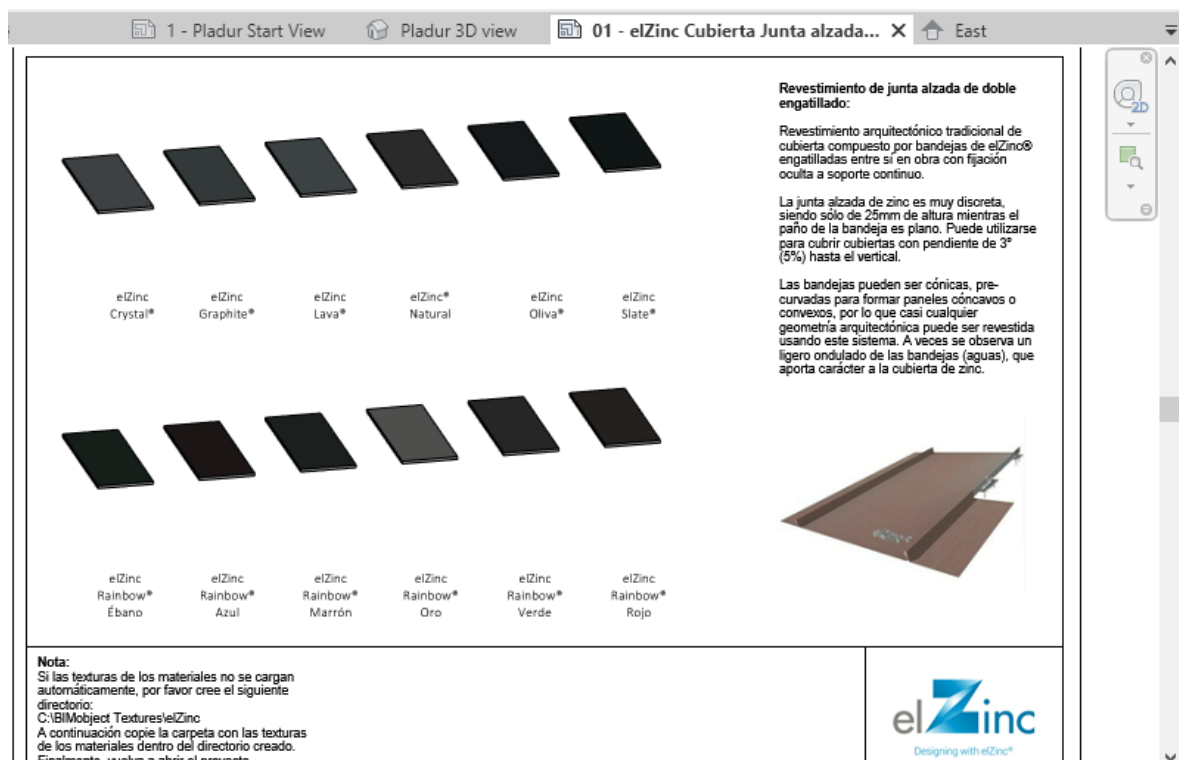 1 - Pladur Start View
Pladur 3D view
01 - elZinc Cubierta Junta alzada...
East
2D
Revestimiento de junta alzada de doble
engatillado:
Revestimiento arquitectónico tradicional de
cubierta compuesto por bandejas de elZinc®
engatilladas entre sí en obra con fijación
oculta a soporte continuo.
La junta alzada de zinc es muy discreta,
siendo sólo de 25mm de altura mientras el
paño de la bandeja es plano. Puede utilizarse
para cubrir cubiertas con pendiente de 3º
(5%) hasta el vertical.
Las bandejas pueden ser cónicas, pre-
curvadas para formar paneles cóncavos o
convexos, por lo que casi cualquier
geometría arquitectónica puede ser revestida
usando este sistema. A veces se observa un
ligero ondulado de las bandejas (aguas), que
aporta carácter a la cubierta de zinc.
elZinc
Crystal®
elZinc
Graphite®
elZinc
Lava®
elZinc®
Natural
elZinc
Oliva®
elZinc
Slate®
elZinc
Rainbow®
Ébano
elZinc
Rainbow®
Azul
elZinc
Rainbow®
Marrón
elZinc
Rainbow®
Oro
elZinc
Rainbow®
Verde
elZinc
Rainbow®
Rojo
elZinc
Nota:
Si las texturas de los materiales no se cargan
automáticamente, por favor cree el siguiente
directorio:
C:\BIMobject Textures\elZinc
A continuación copie la carpeta con las texturas
de los materiales dentro del directorio creado.
Finalmente, vuelva a abrir el proyecto
elZinc
Designing with elZinc®